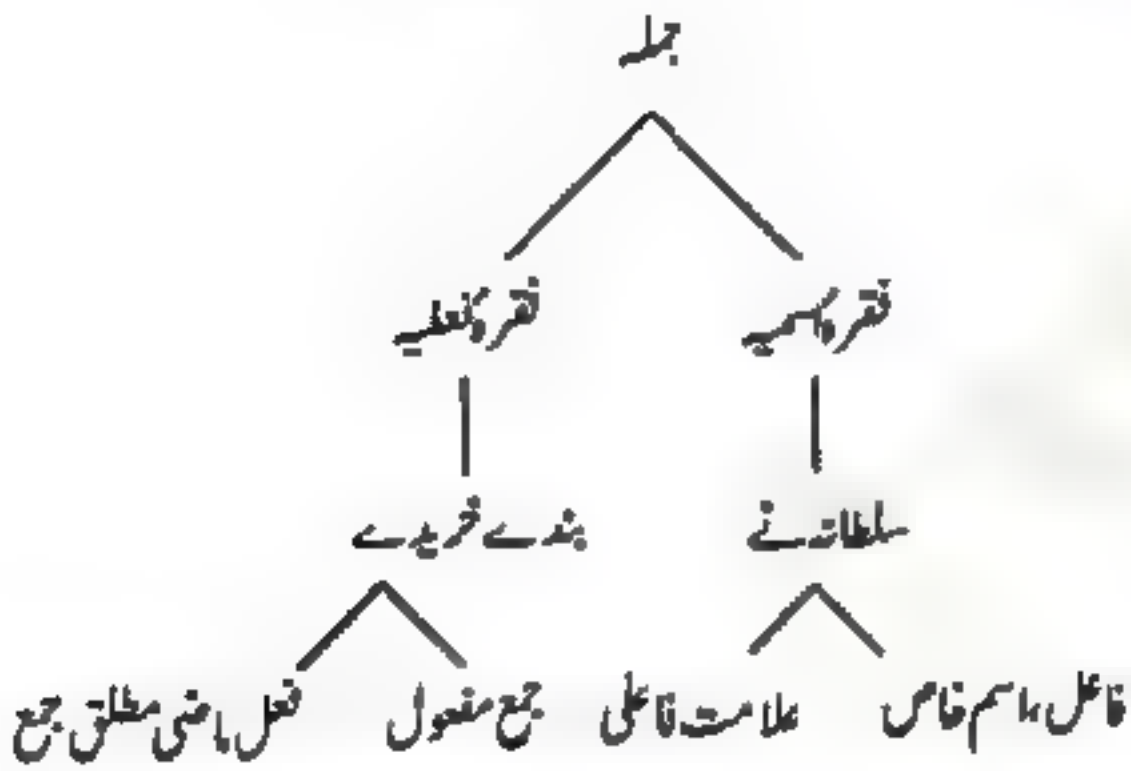 جملہ
فقرہ اسمیہ فقرہ فعلیہ
سلطانہ نے بندے خریدے
فاعل، اسم خاص علامت فاعلی جمع مفعول فعل ماضی مطلق جمع